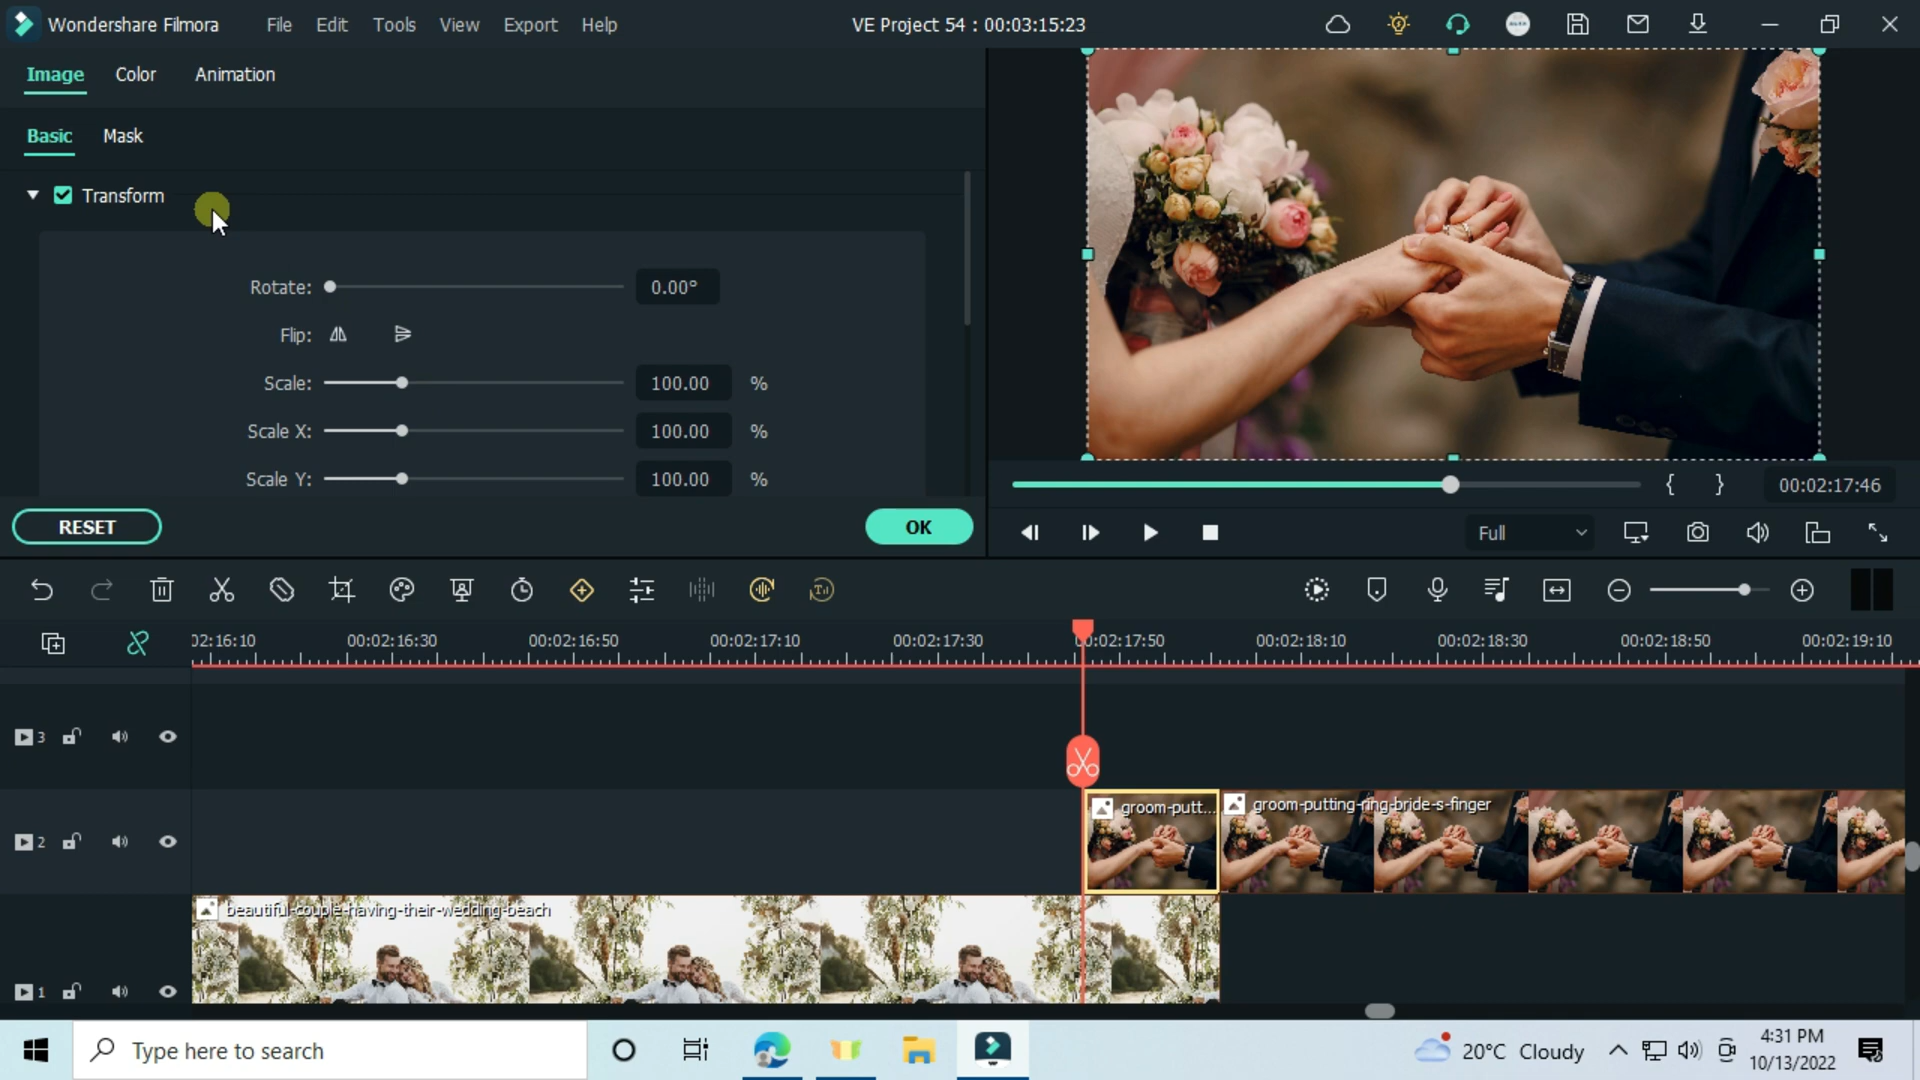 Wondershare Filmora File Edit Tools View Export Help VE Project 54 : 00:03:15:23
Image Color Animation
Basic Mask
Transform
Rotate: 0.00°
Flip:
Scale: 100.00 %
Scale X: 100.00 %
Scale Y: 100.00 %
RESET OK
00:02:17:46
Full
02:16:10 00:02:16:30 00:02:16:50 00:02:17:10 00:02:17:30 00:02:17:50 00:02:18:10 00:02:18:30 00:02:18:50 00:02:19:10
3
groom-putt... groom-putting-ring-bride-s-finger
2
beautiful-couple-having-their-wedding-beach
1
Type here to search
20°C Cloudy
4:31 PM
10/13/2022